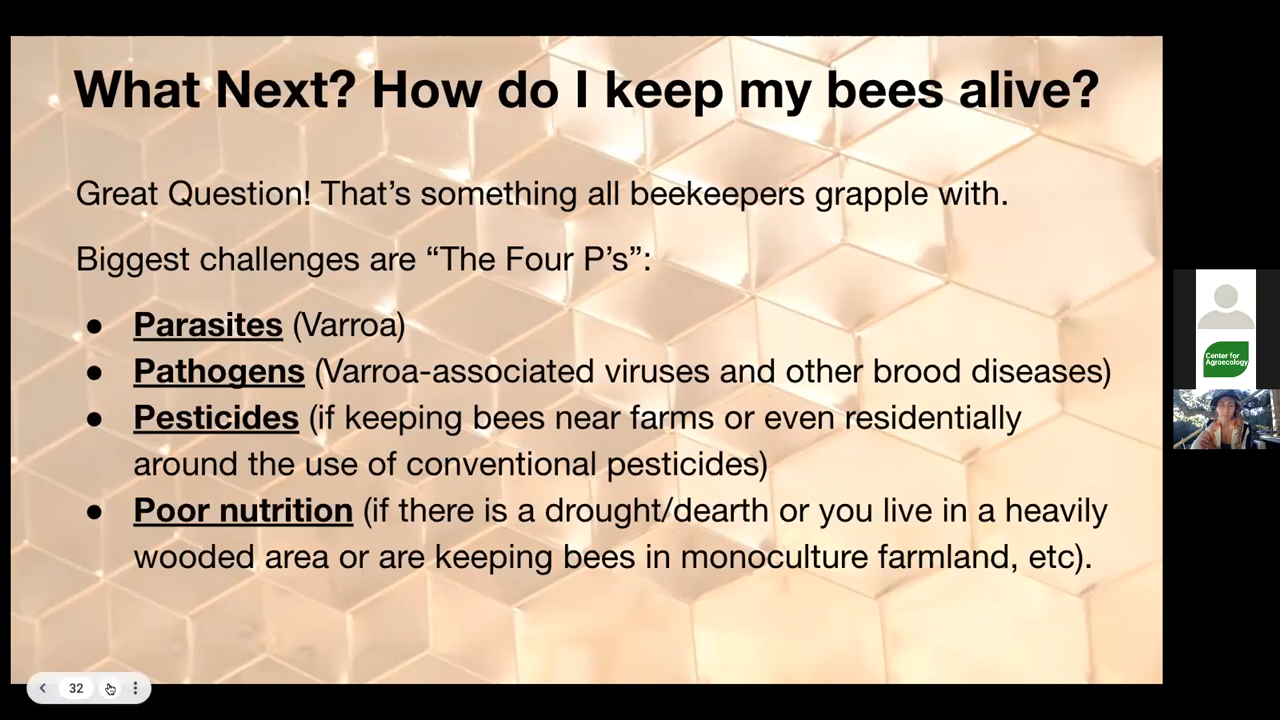 What Next? How do I keep my bees alive?
Great Question! That’s something all beekeepers grapple with.
Biggest challenges are “The Four P’s”:
● Parasites (Varroa)
● Pathogens (Varroa-associated viruses and other brood diseases)
● Pesticides (if keeping bees near farms or even residentially
around the use of conventional pesticides)
● Poor nutrition (if there is a drought/dearth or you live in a heavily
wooded area or are keeping bees in monoculture farmland, etc).
Center for
Agroecology
32